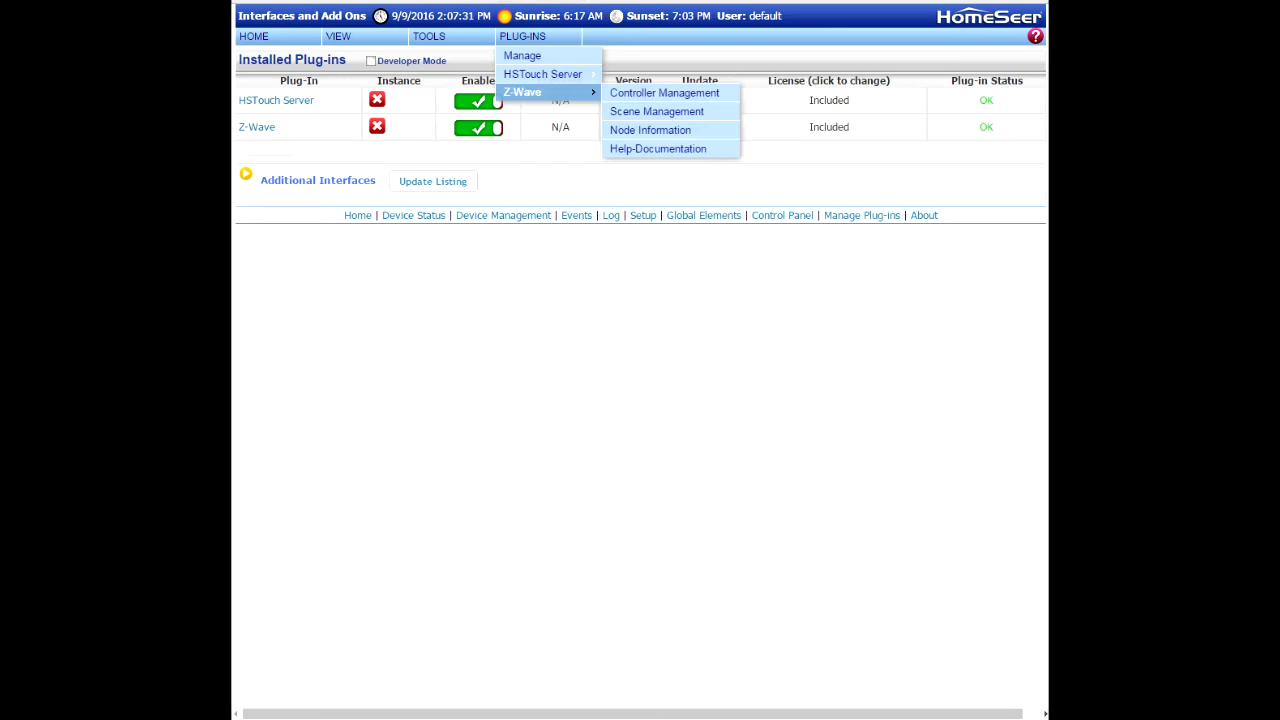 Interfaces and Add Ons 9/9/2016 2:07:31 PM Sunrise: 6:17 AM Sunset: 7:03 PM User: default HomeSeer
HOME VIEW TOOLS PLUG-INS ?
Installed Plug-ins Developer Mode
Manage
HSTouch Server
Z-Wave
Controller Management
Scene Management
Node Information
Help-Documentation
Plug-In Instance Enable Version Update License (click to change) Plug-in Status
HSTouch Server N/A Included OK
Z-Wave N/A Included OK
Additional Interfaces Update Listing
Home | Device Status | Device Management | Events | Log | Setup | Global Elements | Control Panel | Manage Plug-ins | About